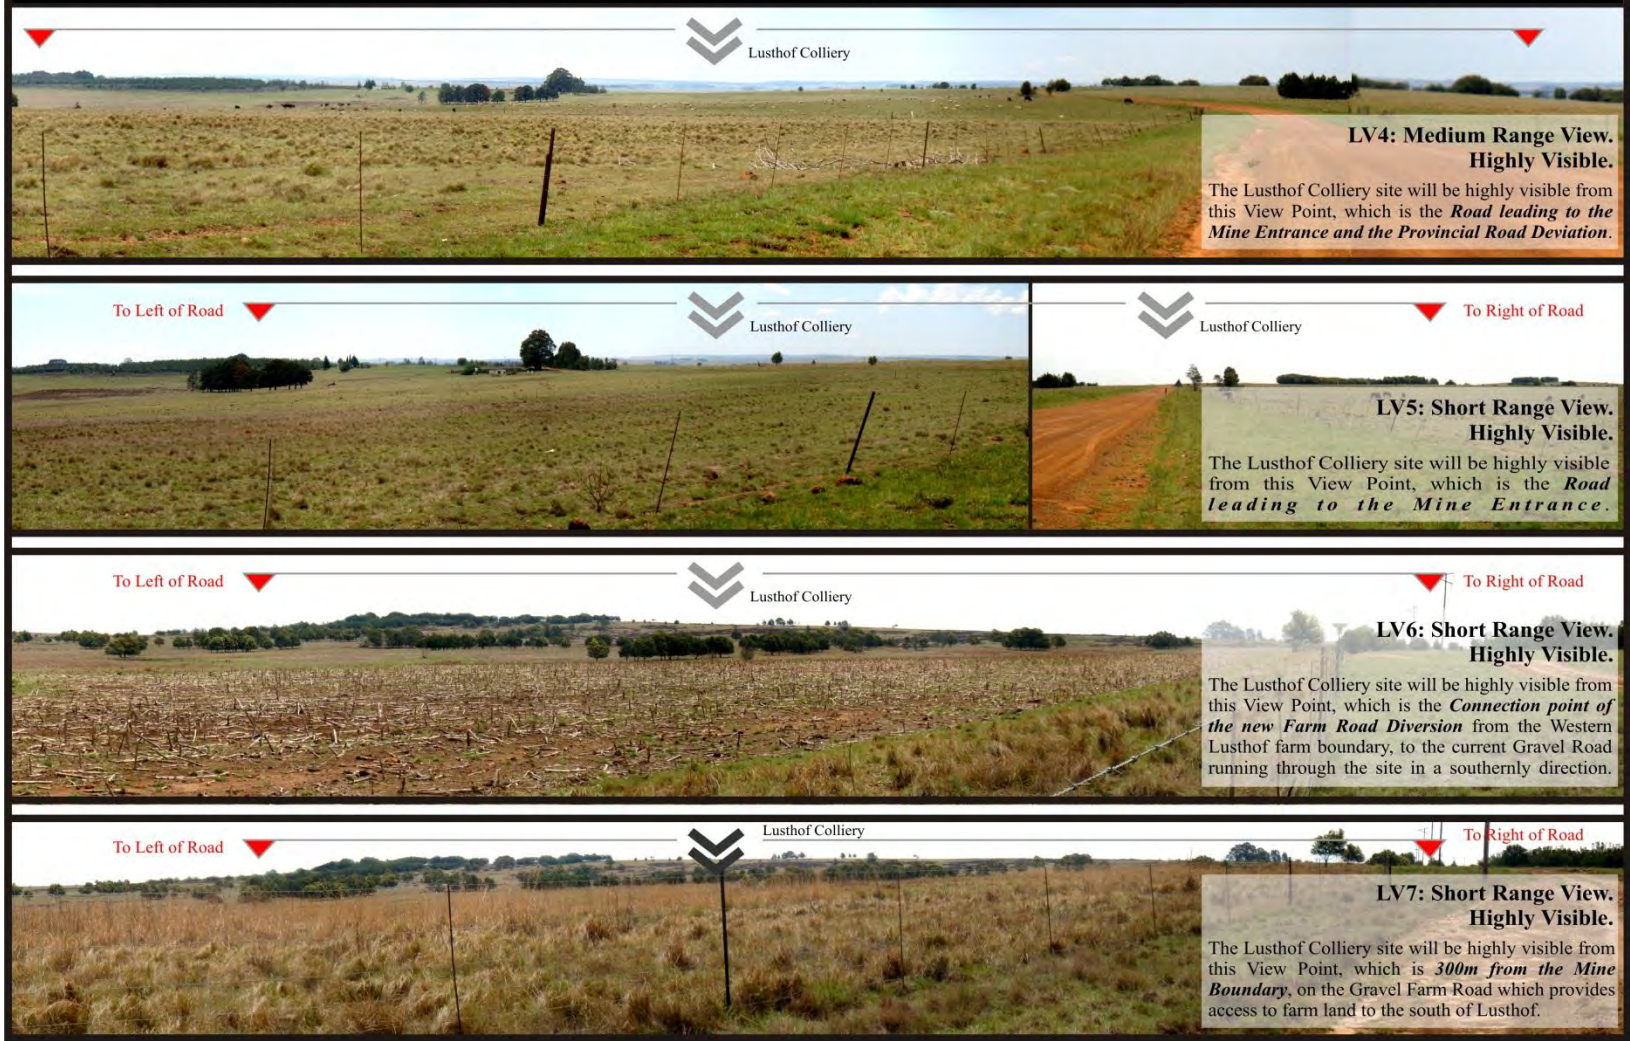 Lusthof Colliery
LV4: Medium Range View.
Highly Visible.
The Lusthof Colliery site will be highly visible from
this View Point, which is the Road leading to the
Mine Entrance and the Provincial Road Deviation.
To Left of Road
Lusthof Colliery
Lusthof Colliery
To Right of Road
LV5: Short Range View.
Highly Visible.
The Lusthof Colliery site will be highly visible
from this View Point, which is the Road
leading to the Mine Entrance.
To Left of Road
Lusthof Colliery
To Right of Road
LV6: Short Range View.
Highly Visible.
The Lusthof Colliery site will be highly visible from
this View Point, which is the Connection point of
the new Farm Road Diversion from the Western
Lusthof farm boundary, to the current Gravel Road
running through the site in a southernly direction.
To Left of Road
Lusthof Colliery
To Right of Road
LV7: Short Range View.
Highly Visible.
The Lusthof Colliery site will be highly visible from
this View Point, which is 300m from the Mine
Boundary, on the Gravel Farm Road which provides
access to farm land to the south of Lusthof.